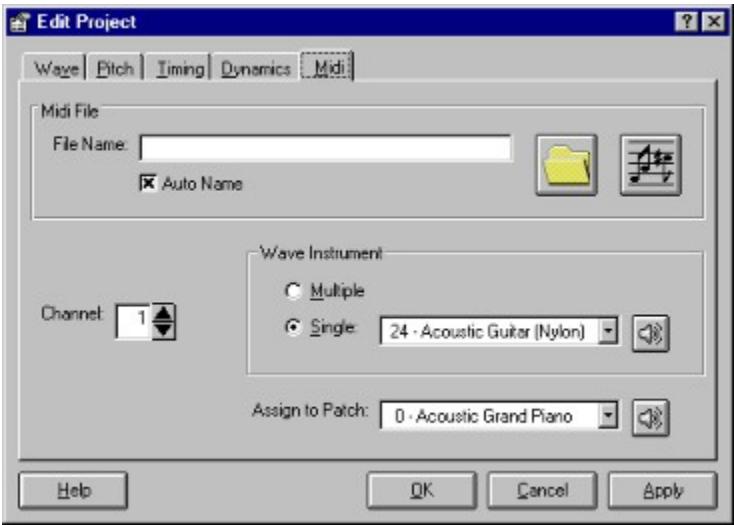 Edit Project
Wave Pitch Timing Dynamics Midi
Midi File
File Name:
Auto Name
Wave Instrument
Multiple
Channel: 1
Single: 24 - Acoustic Guitar (Nylon)
Assign to Patch: 0 - Acoustic Grand Piano
Help OK Cancel Apply